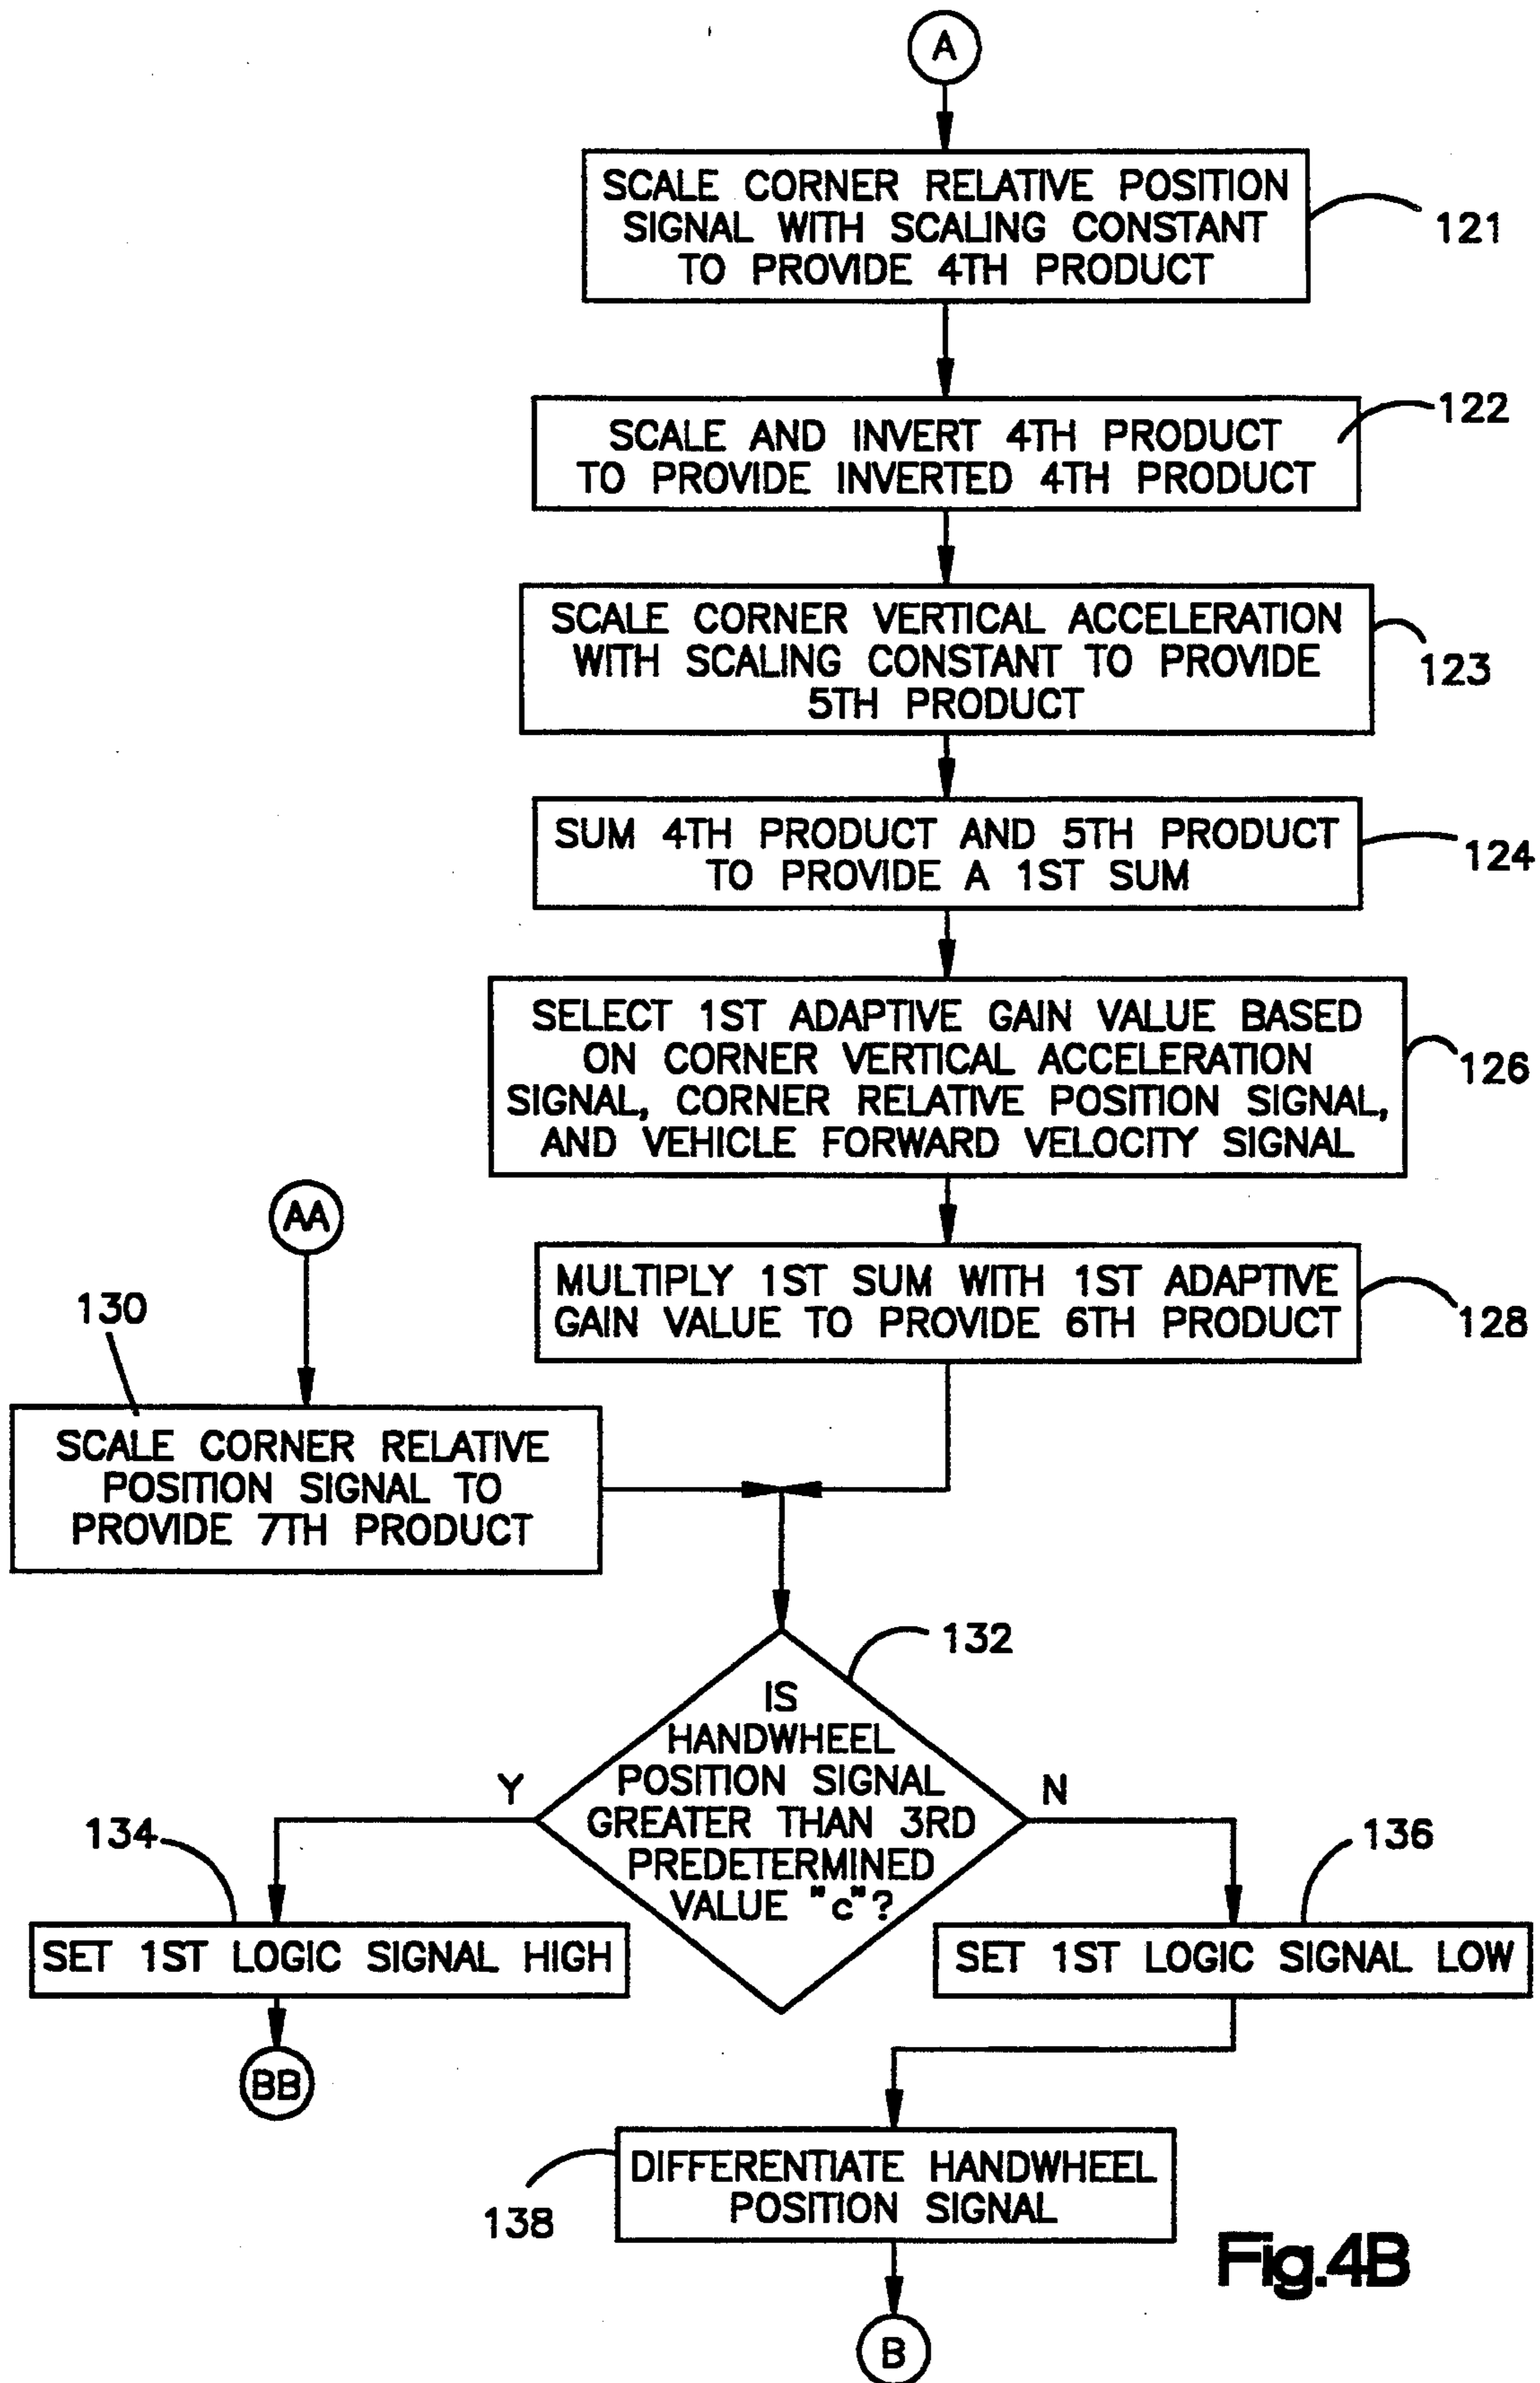 A
SCALE CORNER RELATIVE POSITION
SIGNAL WITH SCALING CONSTANT
TO PROVIDE 4TH PRODUCT
121
SCALE AND INVERT 4TH PRODUCT
TO PROVIDE INVERTED 4TH PRODUCT
122
SCALE CORNER VERTICAL ACCELERATION
WITH SCALING CONSTANT TO PROVIDE
5TH PRODUCT
123
SUM 4TH PRODUCT AND 5TH PRODUCT
TO PROVIDE A 1ST SUM
124
SELECT 1ST ADAPTIVE GAIN VALUE BASED
ON CORNER VERTICAL ACCELERATION
SIGNAL, CORNER RELATIVE POSITION SIGNAL,
AND VEHICLE FORWARD VELOCITY SIGNAL
126
AA
MULTIPLY 1ST SUM WITH 1ST ADAPTIVE
GAIN VALUE TO PROVIDE 6TH PRODUCT
128
130
SCALE CORNER RELATIVE
POSITION SIGNAL TO
PROVIDE 7TH PRODUCT
132
IS
HANDWHEEL
POSITION SIGNAL
GREATER THAN 3RD
PREDETERMINED
VALUE "c"?
Y
N
134
136
SET 1ST LOGIC SIGNAL HIGH
SET 1ST LOGIC SIGNAL LOW
BB
DIFFERENTIATE HANDWHEEL
POSITION SIGNAL
138
Fig.4B
B